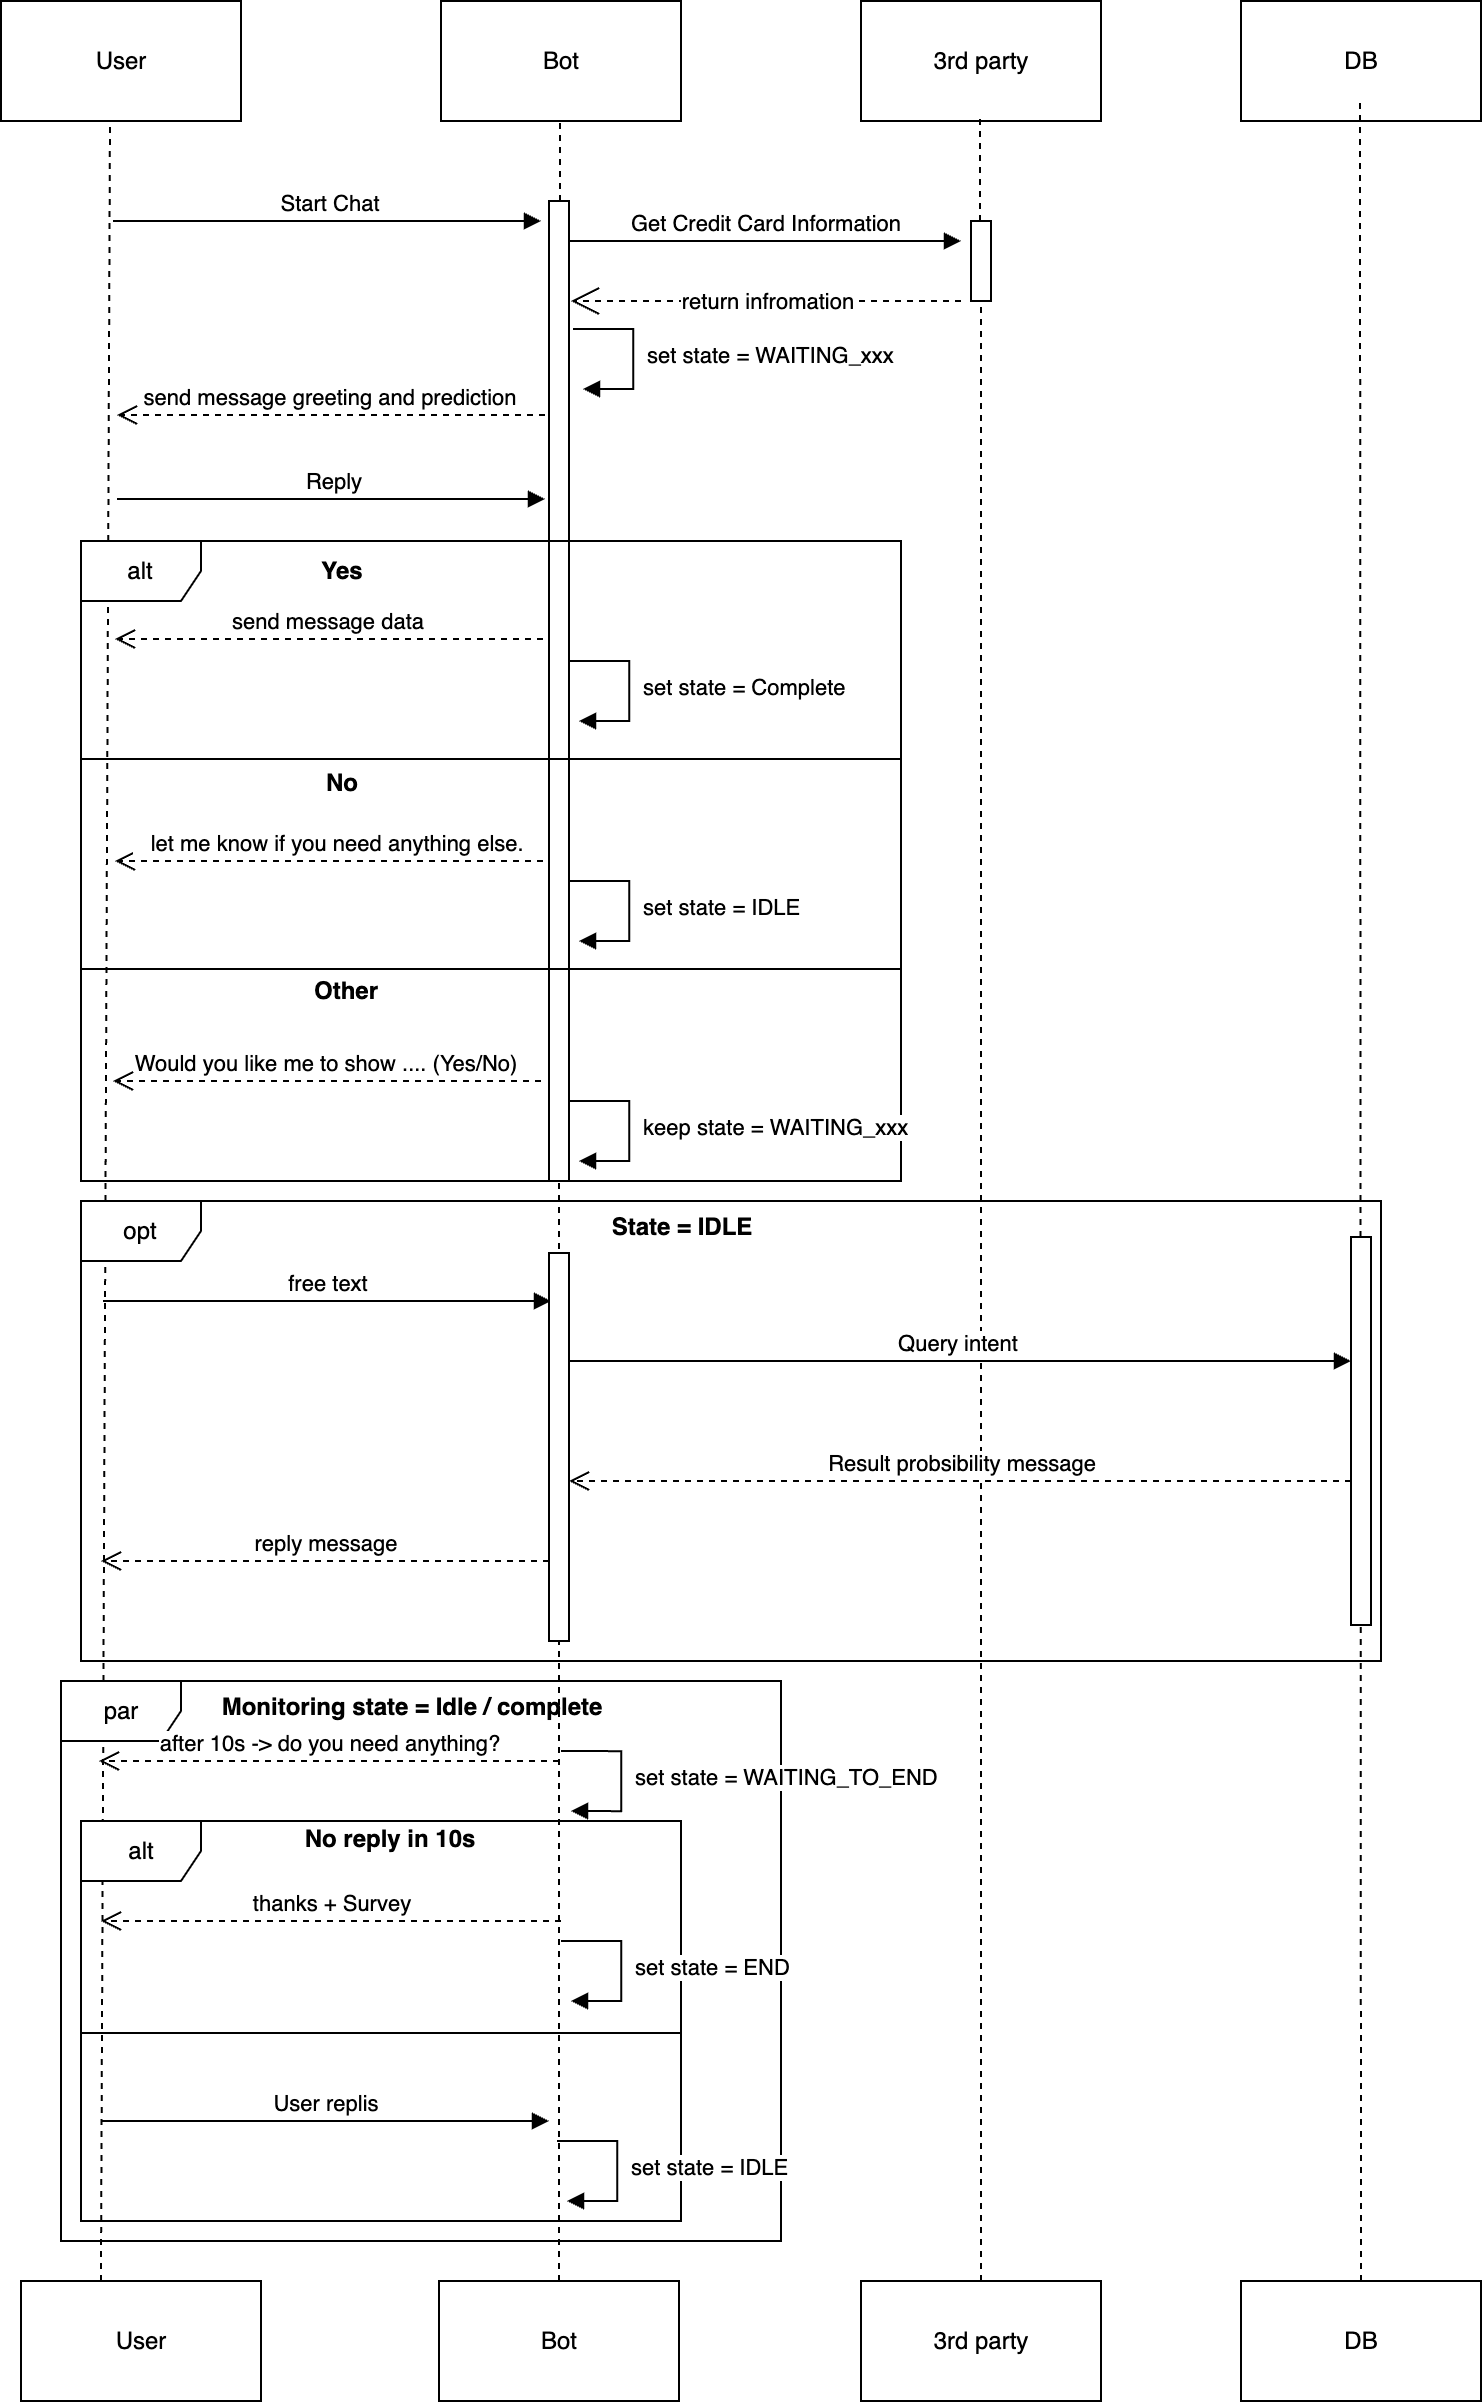 User
Bot
3rd party
DB
Start Chat
Get Credit Card Information
return infromation
set state = WAITING_xxx
send message greeting and prediction
Reply
alt
Yes
send message data
set state = Complete
No
let me know if you need anything else.
set state = IDLE
Other
Would you like me to show .... (Yes/No)
keep state = WAITING_xxx
opt
State = IDLE
free text
Query intent
Result probsibility message
reply message
par
Monitoring state = Idle / complete
after 10s -> do you need anything?
set state = WAITING_TO_END
alt
No reply in 10s
thanks + Survey
set state = END
User replis
set state = IDLE
User
Bot
3rd party
DB